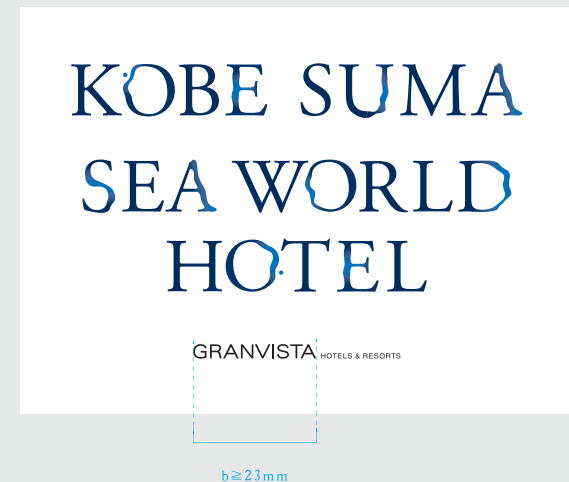 KOBE SUMA
SEA WORLD
HOTEL
GRANVISTA HOTELS & RESORTS
b≧23mm